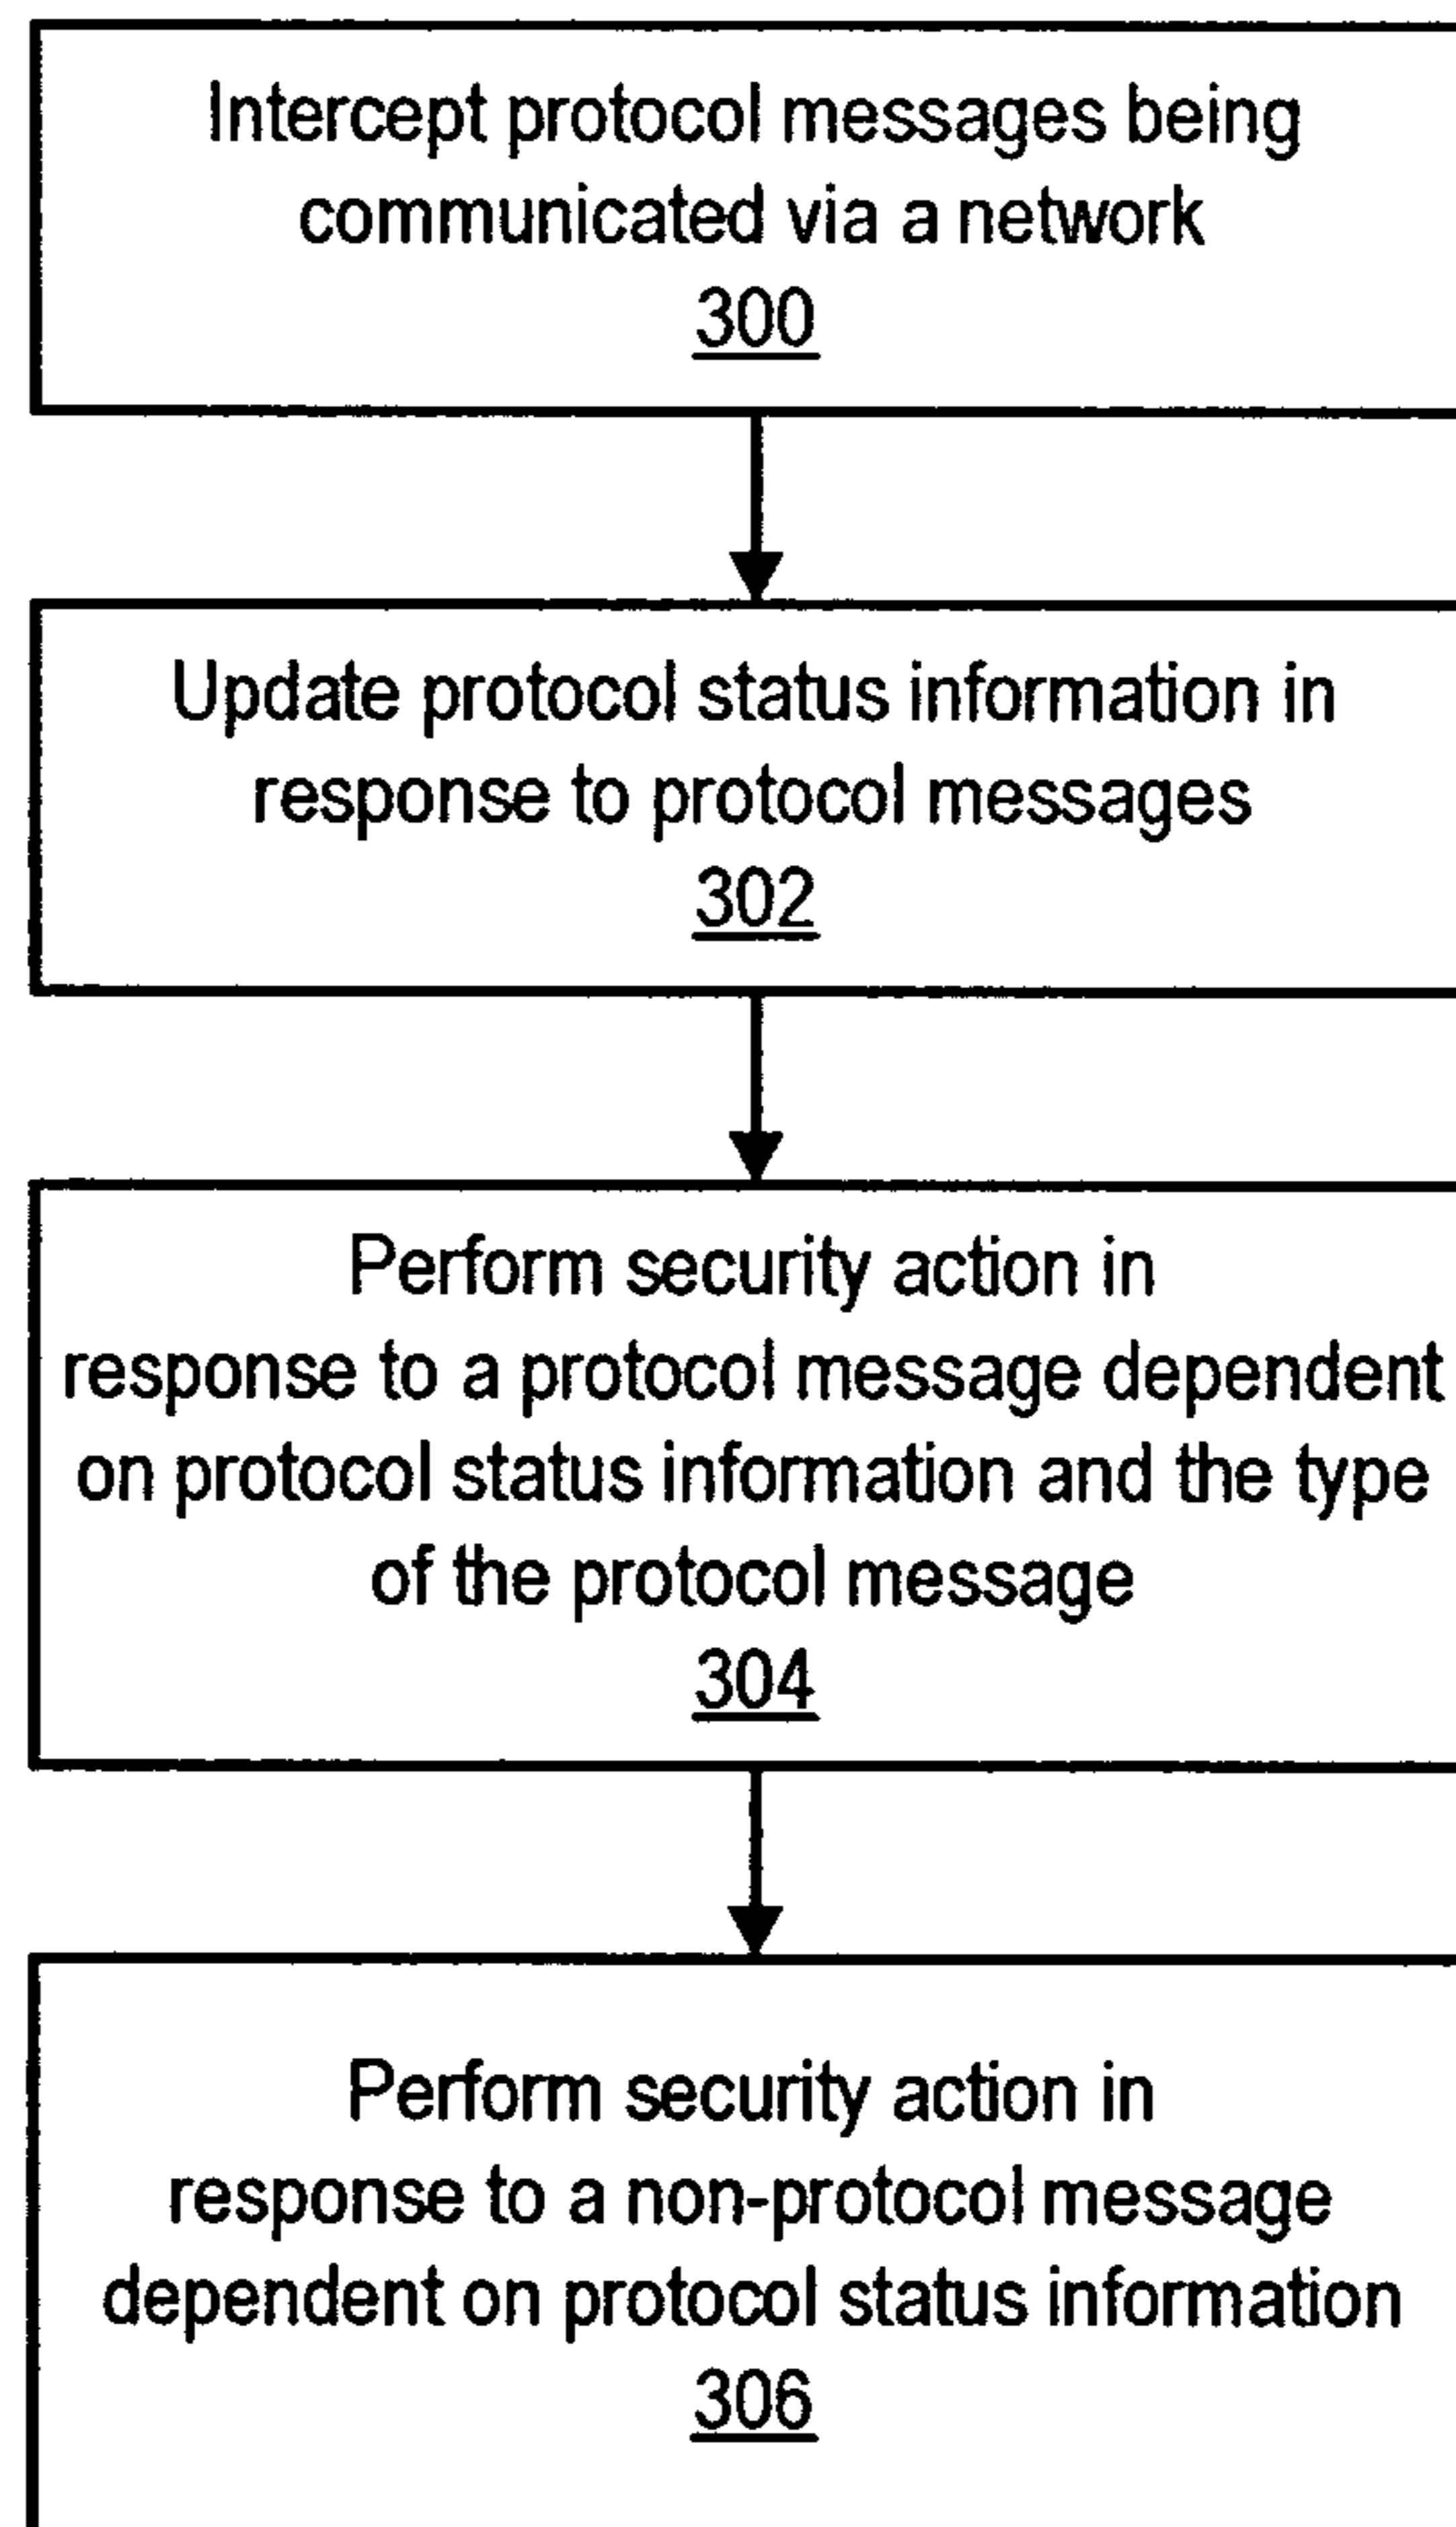 Intercept protocol messages being
communicated via a network
300
Update protocol status information in
response to protocol messages
302
Perform security action in
response to a protocol message dependent
on protocol status information and the type
of the protocol message
304
Perform security action in
response to a non-protocol message
dependent on protocol status information
306